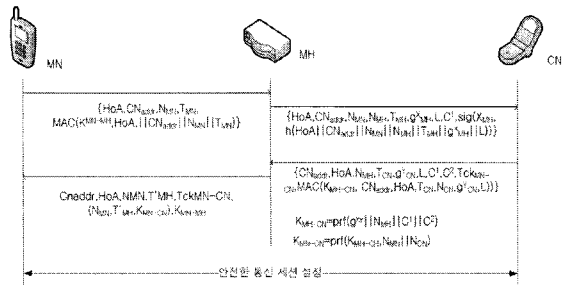 MN
MH
CN
{HoA,CNaddr,NMN,TMN,
MAC(KMN-MH,HoA,||CNaddr||NMN||TMN)}
{HoA,CNaddr,NMN,NMH,TMH,gXMH,L,C1,sig(XMH,
h{HoA||CNaddr||NMN||NMH||TMH||gxMH||L)}}
{CNaddr,HoA,NMH,TCN,gyCN,L,C1,C2,TckMN-
CN,MAC(KMH-CN, CNaddr,HoA,TCN,NCN,gyCN,L)}
Cnaddr,HoA,NMN,T'MH,TckMN-CN,
{NMN,T'MH,KMN-CN},KMN-MH
KMH-CN=prf(gxy||NMH||C1||C2)
KMN-CN=prf(KMH-CN,NMN||NCN)
안전한 통신 세션 설정